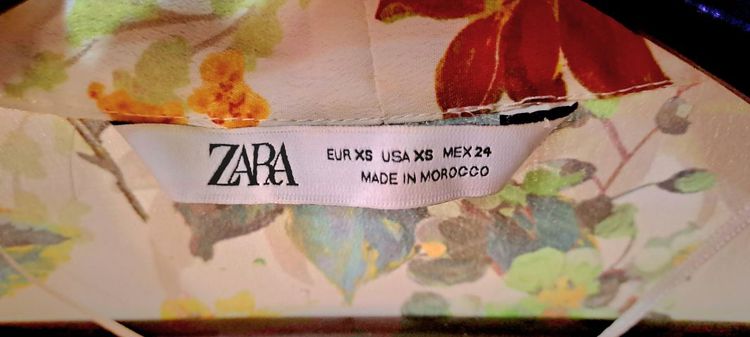 ZARA
EUR XS USA XS MEX 24
MADE IN MOROCCO